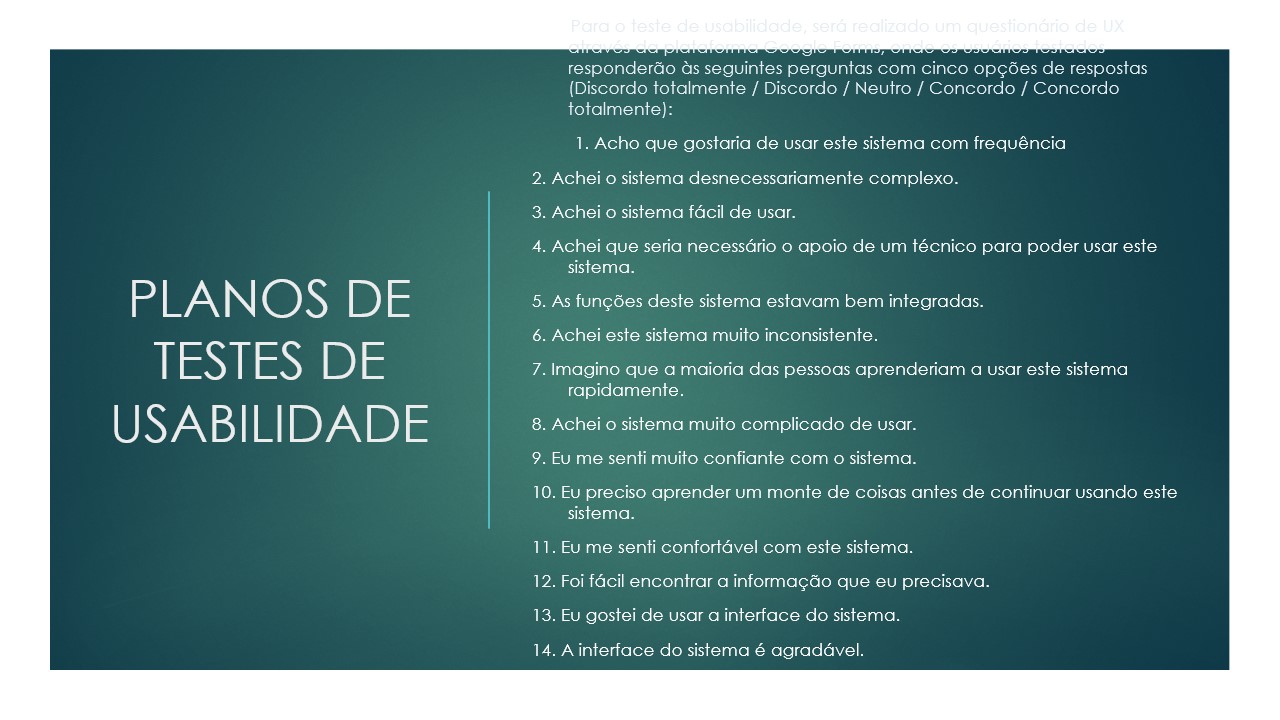 PLANOS DE
TESTES DE
USABILIDADE
Para o teste de usabilidade, será realizado um questionário de UX
através da plataforma Google Forms, onde os usuários testados
responderão às seguintes perguntas com cinco opções de respostas
(Discordo totalmente / Discordo / Neutro / Concordo / Concordo
totalmente):
1. Acho que gostaria de usar este sistema com frequência
2. Achei o sistema desnecessariamente complexo.
3. Achei o sistema fácil de usar.
4. Achei que seria necessário o apoio de um técnico para poder usar este
sistema.
5. As funções deste sistema estavam bem integradas.
6. Achei este sistema muito inconsistente.
7. Imagino que a maioria das pessoas aprenderiam a usar este sistema
rapidamente.
8. Achei o sistema muito complicado de usar.
9. Eu me senti muito confiante com o sistema.
10. Eu preciso aprender um monte de coisas antes de continuar usando este
sistema.
11. Eu me senti confortável com este sistema.
12. Foi fácil encontrar a informação que eu precisava.
13. Eu gostei de usar a interface do sistema.
14. A interface do sistema é agradável.